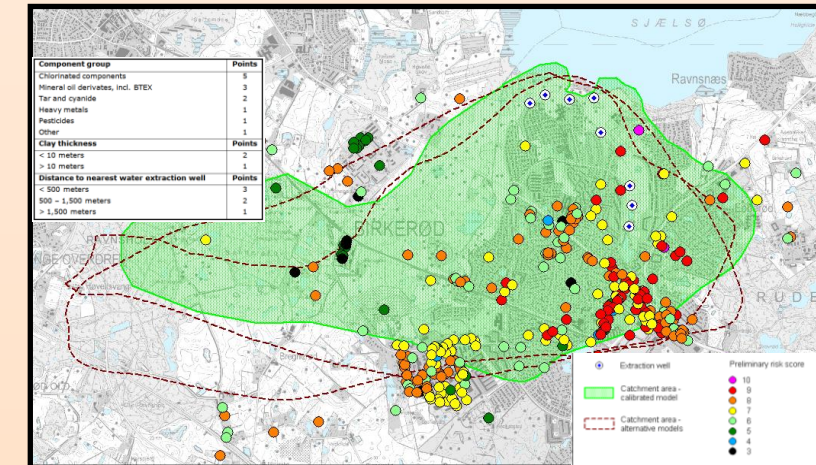 SJÆLSØ
Ravnsnæs
Component group Points
Chlorinated components 5
Mineral oil derivates, incl. BTEX 3
Tar and cyanide 2
Heavy metals 1
Pesticides 1
Other 1
Clay thickness Points
< 10 meters 2
> 10 meters 1
Distance to nearest water extraction well Points
< 500 meters 3
500 – 1,500 meters 2
> 1,500 meters 1
BIRKERØD
RUDE
Extraction well
Catchment area -
calibrated model
Catchment area -
alternative models
Preliminary risk score
10
9
8
7
6
5
4
3